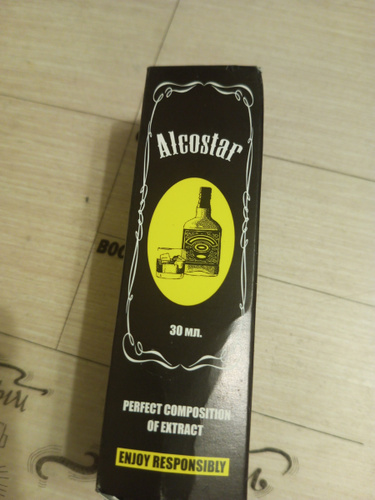 Alcostar
30 мл.
PERFECT COMPOSITION
OF EXTRACT
ENJOY RESPONSIBLY